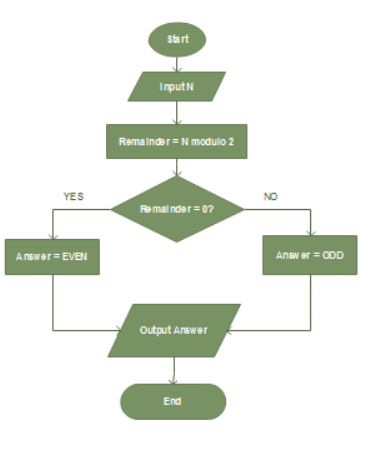 Start
Input N
Remainder = N modulo 2
Remainder = 0?
YES
NO
Answer = EVEN
Answer = ODD
Output Answer
End